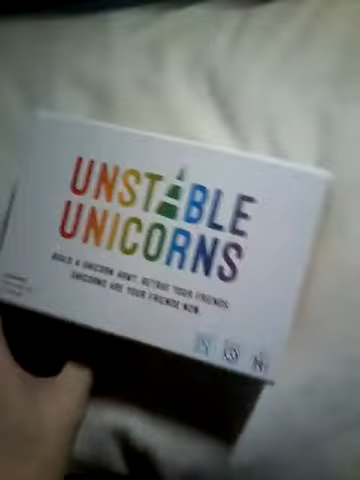 UNSTABLE
UNICORNS
BUILD A UNICORN ARMY. BETRAY YOUR FRIENDS.
UNICORNS ARE YOUR FRIENDS NOW.